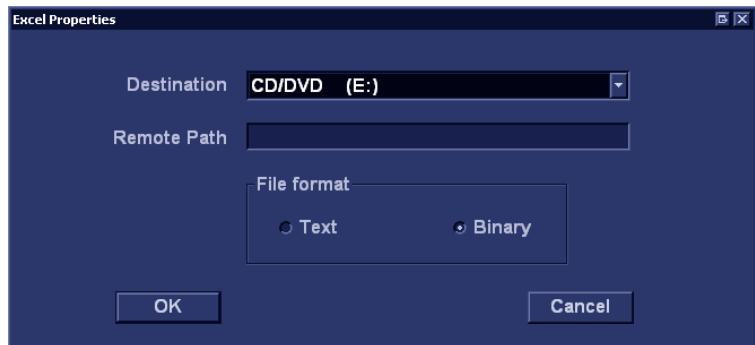 Excel Properties
Destination CD/DVD (E:)
Remote Path
File format
Text Binary
OK Cancel